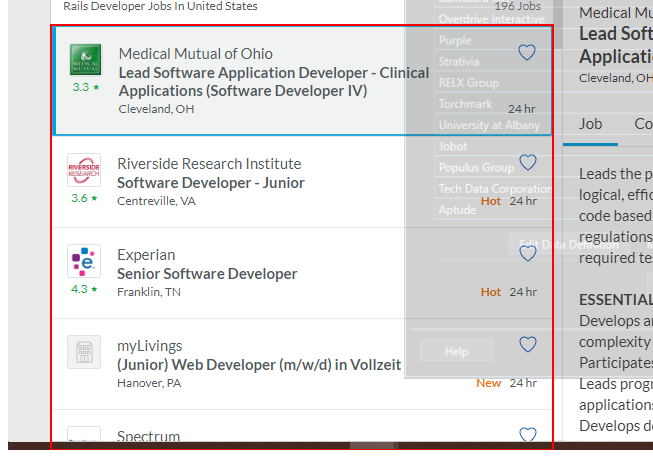 Rails Developer Jobs In United States
196 Jobs
Overdrive Interactive
Purple
Strativia
RELX Group
Torchmark
University at Albany
Jobot
Populus Group
Tech Data Corporation
Aptude
Edit Data Definition
Help
MEDICAL MUTUAL
3.3 ★
Medical Mutual of Ohio
Lead Software Application Developer - Clinical
Applications (Software Developer IV)
Cleveland, OH
24 hr
RIVERSIDE
RESEARCH
3.6 ★
Riverside Research Institute
Software Developer - Junior
Centreville, VA
Hot 24 hr
e.
4.3 ★
Experian
Senior Software Developer
Franklin, TN
Hot 24 hr
myLivings
(Junior) Web Developer (m/w/d) in Vollzeit
Hanover, PA
New 24 hr
Spectrum
Medical Mu
Lead Soft
Applicati
Cleveland, OH
Job Co
Leads the p
logical, effic
code based
regulations
required te
ESSENTIAL
Develops an
complexity
Participates
Leads progr
applications
Develops de